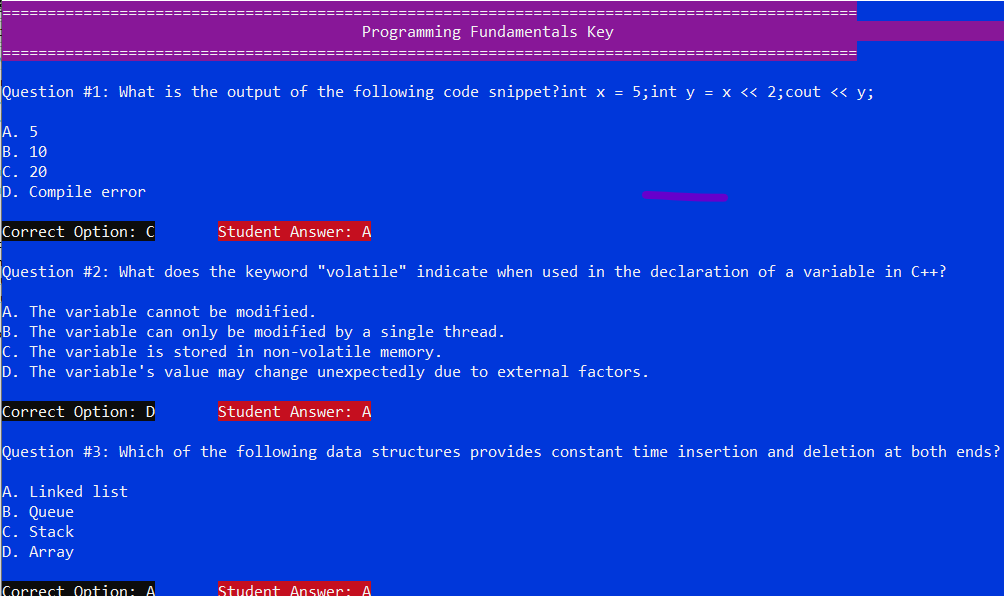 ===============================================================================================
Programming Fundamentals Key
===============================================================================================
Question #1: What is the output of the following code snippet?int x = 5;int y = x << 2;cout << y;
A. 5
B. 10
C. 20
D. Compile error
Correct Option: C Student Answer: A
Question #2: What does the keyword "volatile" indicate when used in the declaration of a variable in C++?
A. The variable cannot be modified.
B. The variable can only be modified by a single thread.
C. The variable is stored in non-volatile memory.
D. The variable's value may change unexpectedly due to external factors.
Correct Option: D Student Answer: A
Question #3: Which of the following data structures provides constant time insertion and deletion at both ends?
A. Linked list
B. Queue
C. Stack
D. Array
Correct Option: A Student Answer: A